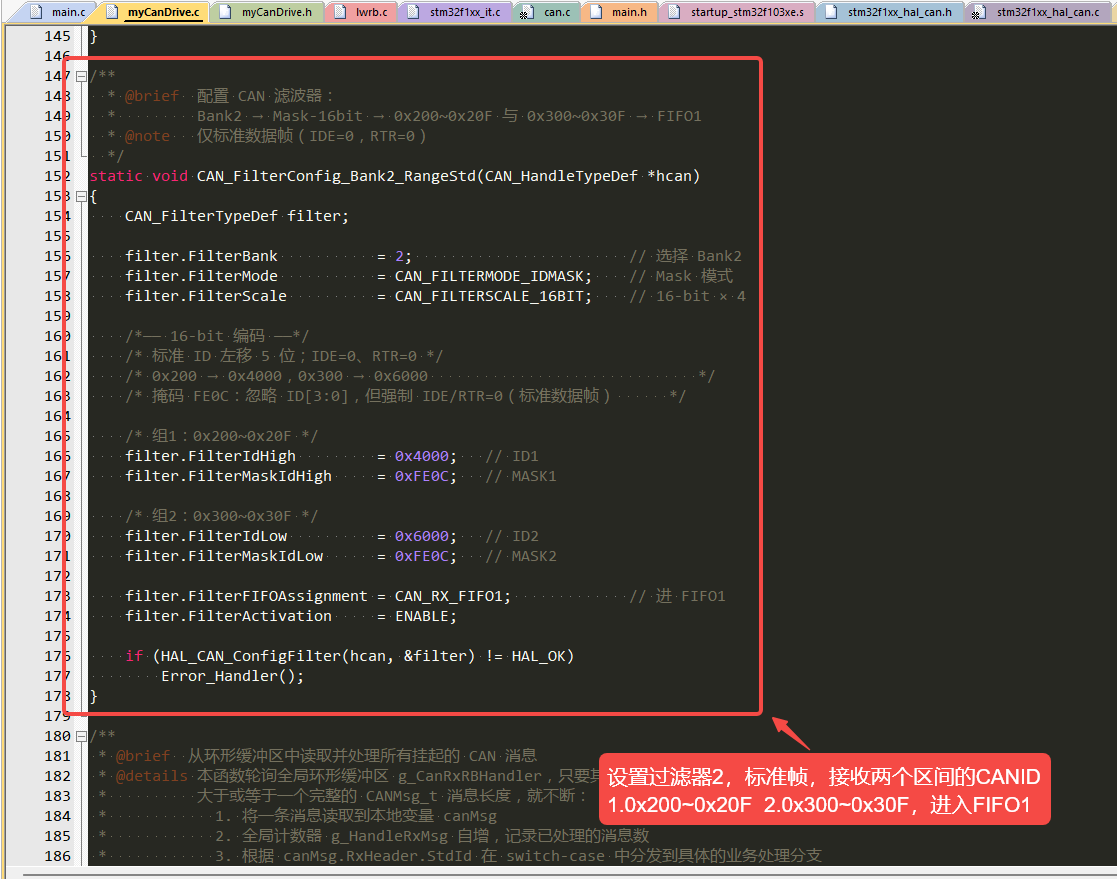 main.c myCanDrive.c myCanDrive.h lwrb.c stm32f1xx_it.c can.c main.h startup_stm32f103xe.s stm32f1xx_hal_can.h stm32f1xx_hal_can.c
145 }
146
147 /**
148 * @brief 配置 CAN 滤波器：
149 * Bank2 → Mask-16bit → 0x200~0x20F 与 0x300~0x30F → FIFO1
150 * @note 仅标准数据帧（IDE=0，RTR=0）
151 */
152 static void CAN_FilterConfig_Bank2_RangeStd(CAN_HandleTypeDef *hcan)
153 {
154 CAN_FilterTypeDef filter;
155
156 filter.FilterBank = 2; // 选择 Bank2
157 filter.FilterMode = CAN_FILTERMODE_IDMASK; // Mask 模式
158 filter.FilterScale = CAN_FILTERSCALE_16BIT; // 16-bit × 4
159
160 /*—— 16-bit 编码 ——*/
161 /* 标准 ID 左移 5 位；IDE=0、RTR=0 */
162 /* 0x200 → 0x4000，0x300 → 0x6000 */
163 /* 掩码 FE0C：忽略 ID[3:0]，但强制 IDE/RTR=0（标准数据帧） */
164
165 /* 组1：0x200~0x20F */
166 filter.FilterIdHigh = 0x4000; // ID1
167 filter.FilterMaskIdHigh = 0xFE0C; // MASK1
168
169 /* 组2：0x300~0x30F */
170 filter.FilterIdLow = 0x6000; // ID2
171 filter.FilterMaskIdLow = 0xFE0C; // MASK2
172
173 filter.FilterFIFOAssignment = CAN_RX_FIFO1; // 进 FIFO1
174 filter.FilterActivation = ENABLE;
175
176 if (HAL_CAN_ConfigFilter(hcan, &filter) != HAL_OK)
177 Error_Handler();
178 }
179
180 /**
181 * @brief 从环形缓冲区中读取并处理所有挂起的 CAN 消息
182 * @details 本函数轮询全局环形缓冲区 g_CanRxRBHandler，只要
183 * 大于或等于一个完整的 CANMsg_t 消息长度，就不断：
184 * 1. 将一条消息读取到本地变量 canMsg
185 * 2. 全局计数器 g_HandleRxMsg 自增，记录已处理的消息数
186 * 3. 根据 canMsg.RxHeader.StdId 在 switch-case 中分发到具体的业务处理分支
设置过滤器2，标准帧，接收两个区间的CANID
1.0x200~0x20F 2.0x300~0x30F，进入FIFO1